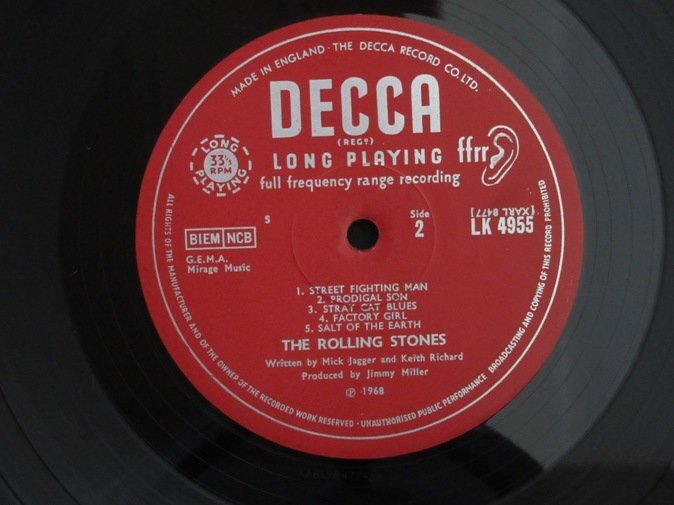 MADE IN ENGLAND · THE DECCA RECORD CO. LTD.
DECCA
(REGD)
LONG PLAYING
ffrr
full frequency range recording
LONG
33⅓
RPM
PLAYING
S
Side
2
[XARL 8477]
LK 4955
BIEM NCB
G.E.M.A.
Mirage Music
1. STREET FIGHTING MAN
2. PRODIGAL SON
3. STRAY CAT BLUES
4. FACTORY GIRL
5. SALT OF THE EARTH
THE ROLLING STONES
Written by Mick Jagger and Keith Richard
Produced by Jimmy Miller
℗ 1968
ALL RIGHTS OF THE MANUFACTURER AND OF THE OWNER OF THE RECORDED WORK RESERVED · UNAUTHORISED PUBLIC PERFORMANCE BROADCASTING AND COPYING OF THIS RECORD PROHIBITED